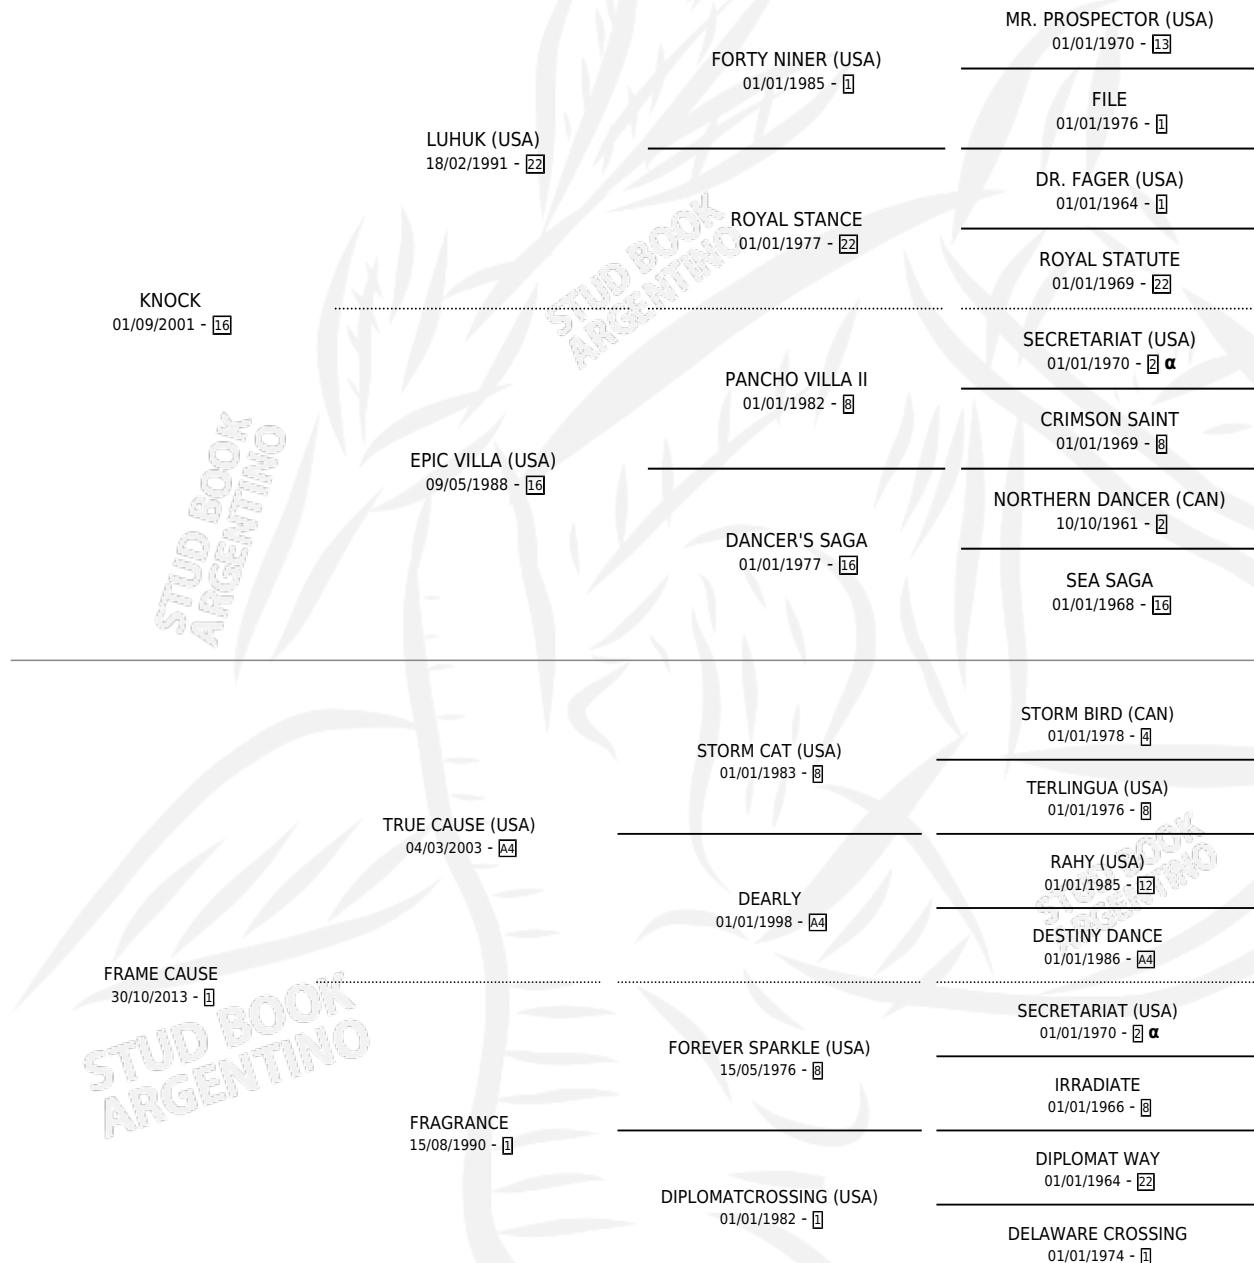 MR. PROSPECTOR (USA)
01/01/1970 - 13
FORTY NINER (USA)
01/01/1985 - 1
FILE
01/01/1976 - 1
LUHUK (USA)
18/02/1991 - 22
DR. FAGER (USA)
01/01/1964 - 1
ROYAL STANCE
01/01/1977 - 22
ROYAL STATUTE
01/01/1969 - 22
KNOCK
01/09/2001 - 16
SECRETARIAT (USA)
01/01/1970 - 2 α
PANCHO VILLA II
01/01/1982 - 8
CRIMSON SAINT
01/01/1969 - 8
EPIC VILLA (USA)
09/05/1988 - 16
NORTHERN DANCER (CAN)
10/10/1961 - 2
DANCER'S SAGA
01/01/1977 - 16
SEA SAGA
01/01/1968 - 16
STORM BIRD (CAN)
01/01/1978 - 4
STORM CAT (USA)
01/01/1983 - 8
TERLINGUA (USA)
01/01/1976 - 8
TRUE CAUSE (USA)
04/03/2003 - A4
RAHY (USA)
01/01/1985 - 12
DEARLY
01/01/1998 - A4
DESTINY DANCE
01/01/1986 - A4
FRAME CAUSE
30/10/2013 - 1
SECRETARIAT (USA)
01/01/1970 - 2 α
FOREVER SPARKLE (USA)
15/05/1976 - 8
IRRADIATE
01/01/1966 - 8
FRAGRANCE
15/08/1990 - 1
DIPLOMAT WAY
01/01/1964 - 22
DIPLOMATCROSSING (USA)
01/01/1982 - 1
DELAWARE CROSSING
01/01/1974 - 1
STUD BOOK
ARGENTINO
STUD BOOK
ARGENTINO
STUD BOOK
ARGENTINO
STUD BOOK
ARGENTINO